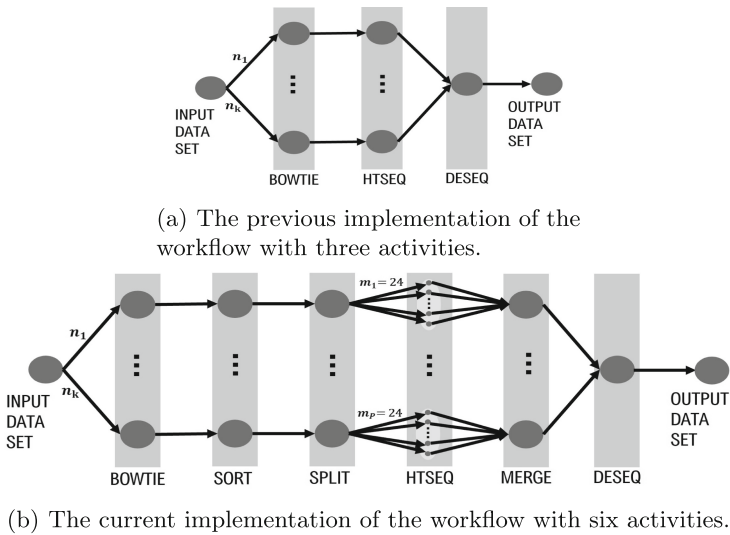 n₁
...
...
nₖ
INPUT
DATA
SET
OUTPUT
DATA
SET
BOWTIE HTSEQ DESEQ
(a) The previous implementation of the
workflow with three activities.
m₁ = 24
n₁
...
...
nₖ
INPUT
DATA
SET
OUTPUT
DATA
SET
mₚ = 24
BOWTIE SORT SPLIT HTSEQ MERGE DESEQ
(b) The current implementation of the workflow with six activities.